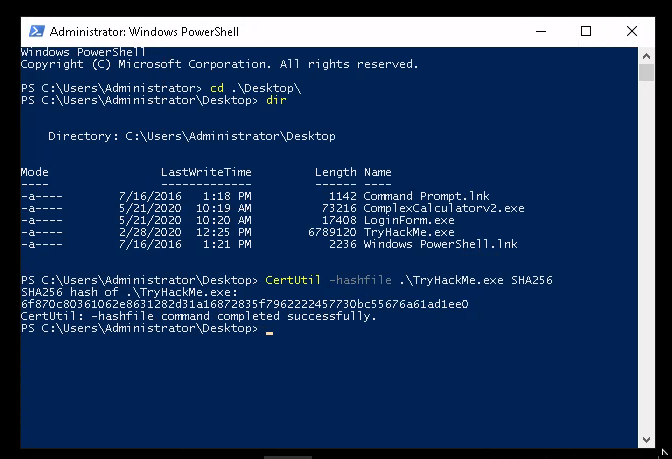 Administrator: Windows PowerShell
Windows PowerShell
Copyright (C) Microsoft Corporation. All rights reserved.
PS C:\Users\Administrator> cd .\Desktop\
PS C:\Users\Administrator\Desktop> dir
Directory: C:\Users\Administrator\Desktop
Mode LastWriteTime Length Name
---- ------------- ------ ----
-a---- 7/16/2016 1:18 PM 1142 Command Prompt.lnk
-a---- 5/21/2020 10:19 AM 73216 ComplexCalculatorv2.exe
-a---- 5/21/2020 10:20 AM 17408 LoginForm.exe
-a---- 2/28/2020 12:25 PM 6789120 TryHackMe.exe
-a---- 7/16/2016 1:21 PM 2236 Windows PowerShell.lnk
PS C:\Users\Administrator\Desktop> CertUtil -hashfile .\TryHackMe.exe SHA256
SHA256 hash of .\TryHackMe.exe:
6f870c80361062e8631282d31a16872835f7962222457730bc55676a61ad1ee0
CertUtil: -hashfile command completed successfully.
PS C:\Users\Administrator\Desktop> _